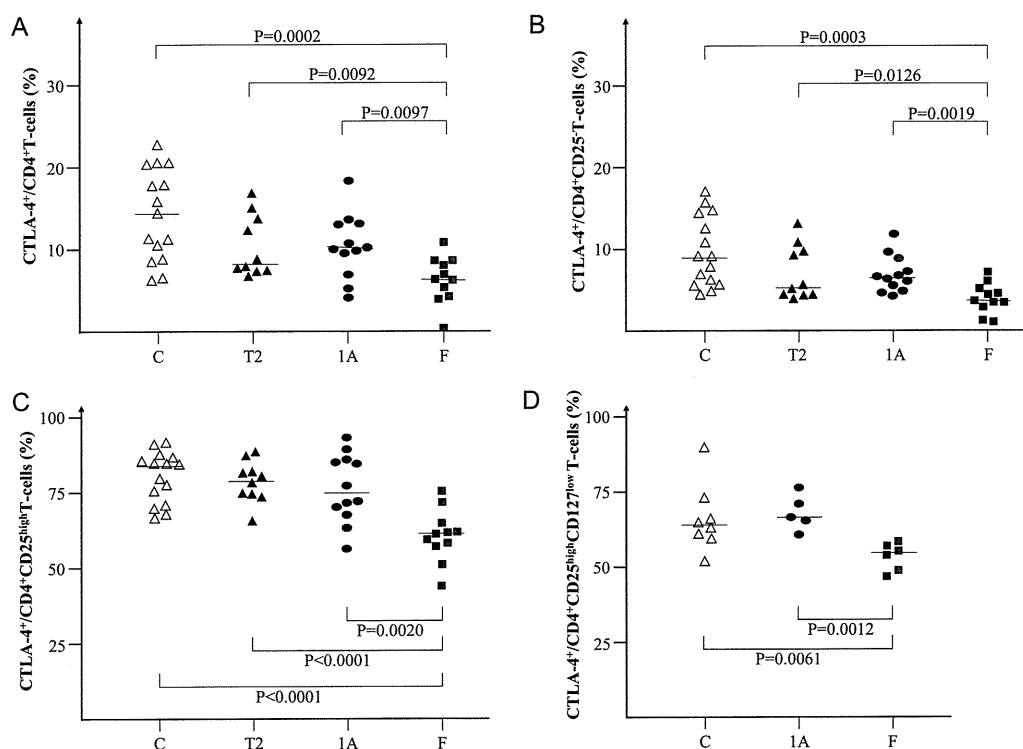 A
CTLA-4⁺/CD4⁺T-cells (%)
30
20
10
P=0.0002
P=0.0092
P=0.0097
C T2 1A F
B
CTLA-4⁺/CD4⁺CD25⁻T-cells (%)
30
20
10
P=0.0003
P=0.0126
P=0.0019
C T2 1A F
C
CTLA-4⁺/CD4⁺CD25ʰⁱᵍʰT-cells (%)
100
75
50
25
P=0.0020
P<0.0001
P<0.0001
C T2 1A F
D
CTLA-4⁺/CD4⁺CD25ʰⁱᵍʰCD127ˡᵒʷ T-cells (%)
100
75
50
25
P=0.0012
P=0.0061
C 1A F